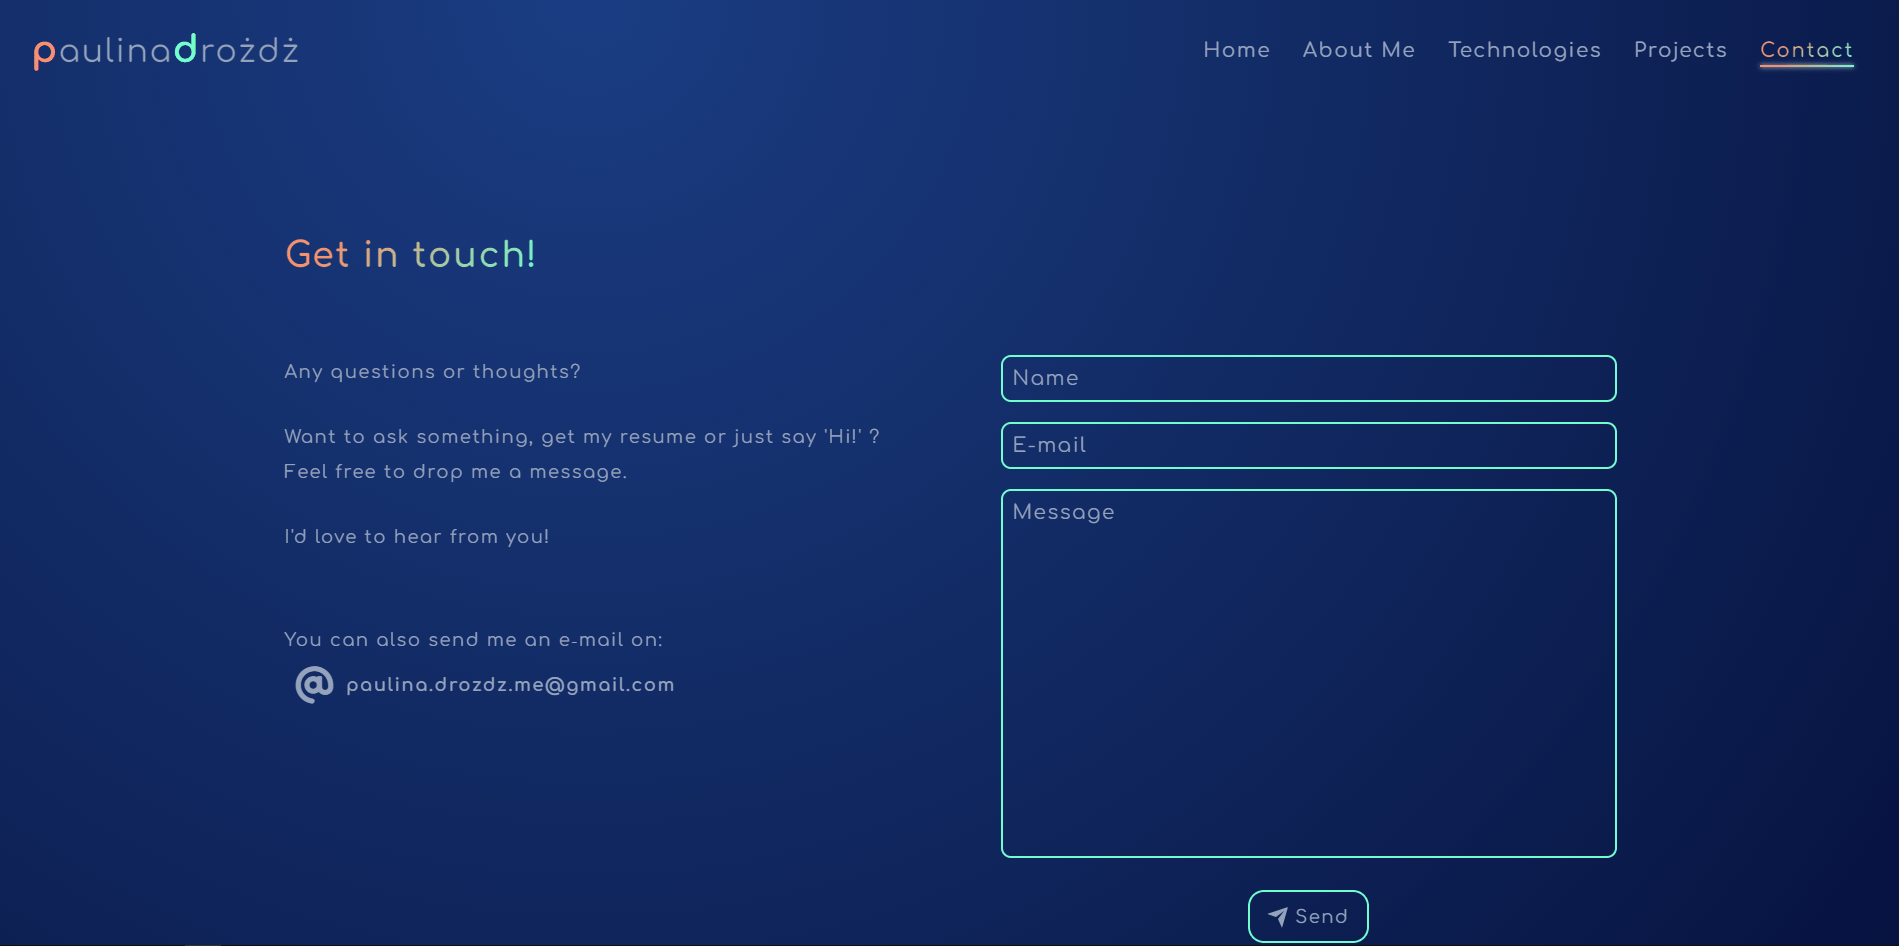 paulinadrożdż
Home About Me Technologies Projects Contact
Get in touch!
Any questions or thoughts?
Want to ask something, get my resume or just say 'Hi!' ?
Feel free to drop me a message.
I'd love to hear from you!
You can also send me an e-mail on:
paulina.drozdz.me@gmail.com
Name
E-mail
Message
Send